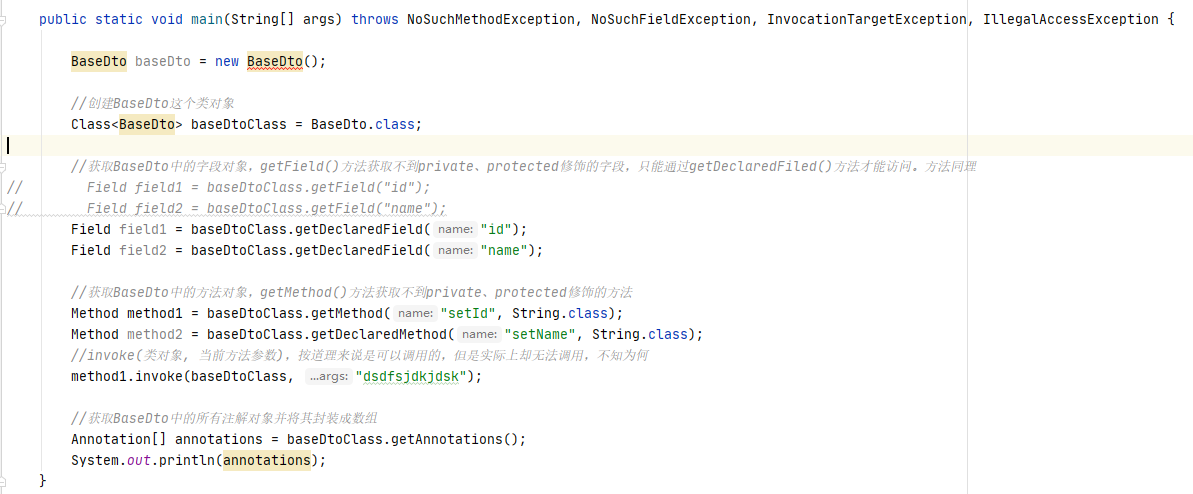 public static void main(String[] args) throws NoSuchMethodException, NoSuchFieldException, InvocationTargetException, IllegalAccessException {
BaseDto baseDto = new BaseDto();
//创建BaseDto这个类对象
Class<BaseDto> baseDtoClass = BaseDto.class;
//获取BaseDto中的字段对象，getField()方法获取不到private、protected修饰的字段，只能通过getDeclaredFiled()方法才能访问。方法同理
// Field field1 = baseDtoClass.getField("id");
// Field field2 = baseDtoClass.getField("name");
Field field1 = baseDtoClass.getDeclaredField( name: "id");
Field field2 = baseDtoClass.getDeclaredField( name: "name");
//获取BaseDto中的方法对象，getMethod()方法获取不到private、protected修饰的方法
Method method1 = baseDtoClass.getMethod( name: "setId", String.class);
Method method2 = baseDtoClass.getDeclaredMethod( name: "setName", String.class);
//invoke(类对象, 当前方法参数)，按道理来说是可以调用的，但是实际上却无法调用，不知为何
method1.invoke(baseDtoClass, ...args: "dsdfsjdkjdsk");
//获取BaseDto中的所有注解对象并将其封装成数组
Annotation[] annotations = baseDtoClass.getAnnotations();
System.out.println(annotations);
}